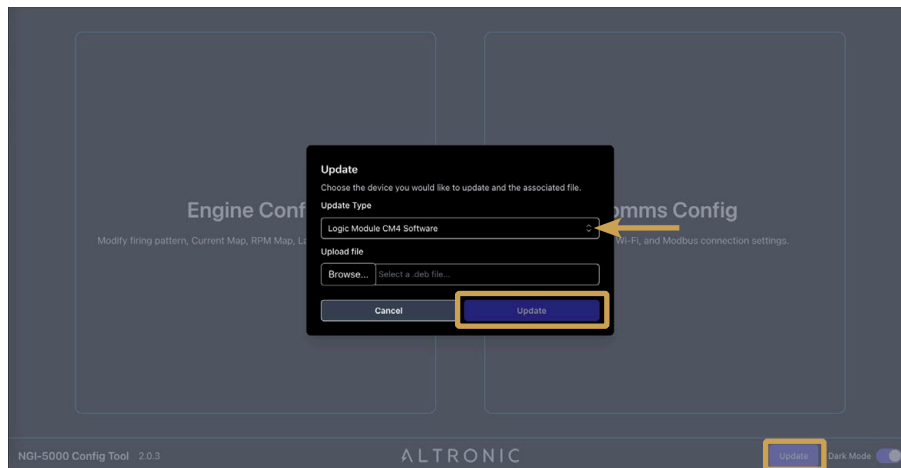 Update
Choose the device you would like to update and the associated file.
Update Type
Logic Module CM4 Software
Upload file
Browse... Select a .deb file...
Cancel Update
Engine Conf
omms Config
Modify firing pattern, Current Map, RPM Map, La
Wi-Fi, and Modbus connection settings.
NGI-5000 Config Tool 2.0.3
ALTRONIC
Update Dark Mode